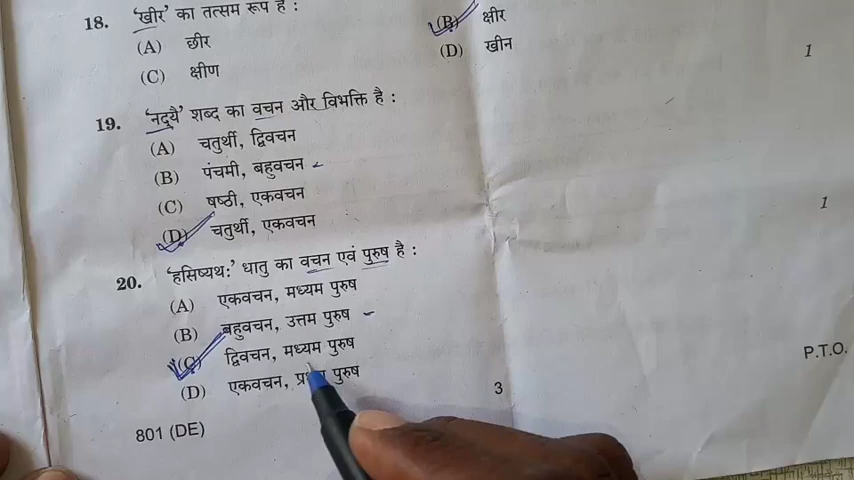 18. 'खीर' का तत्सम रूप है :
(A) छीर
(B) क्षीर
(C) क्षीण
(D) खीन
1
19. 'नद्यै' शब्द का वचन और विभक्ति है :
(A) चतुर्थी, द्विवचन
(B) पंचमी, बहुवचन
(C) षष्ठी, एकवचन
(D) चतुर्थी, एकवचन
1
20. 'हसिष्यथः' धातु का वचन एवं पुरुष है :
(A) एकवचन, मध्यम पुरुष
(B) बहुवचन, उत्तम पुरुष
(C) द्विवचन, मध्यम पुरुष
(D) एकवचन, पुरुष
801 (DE)
3
P.T.O.